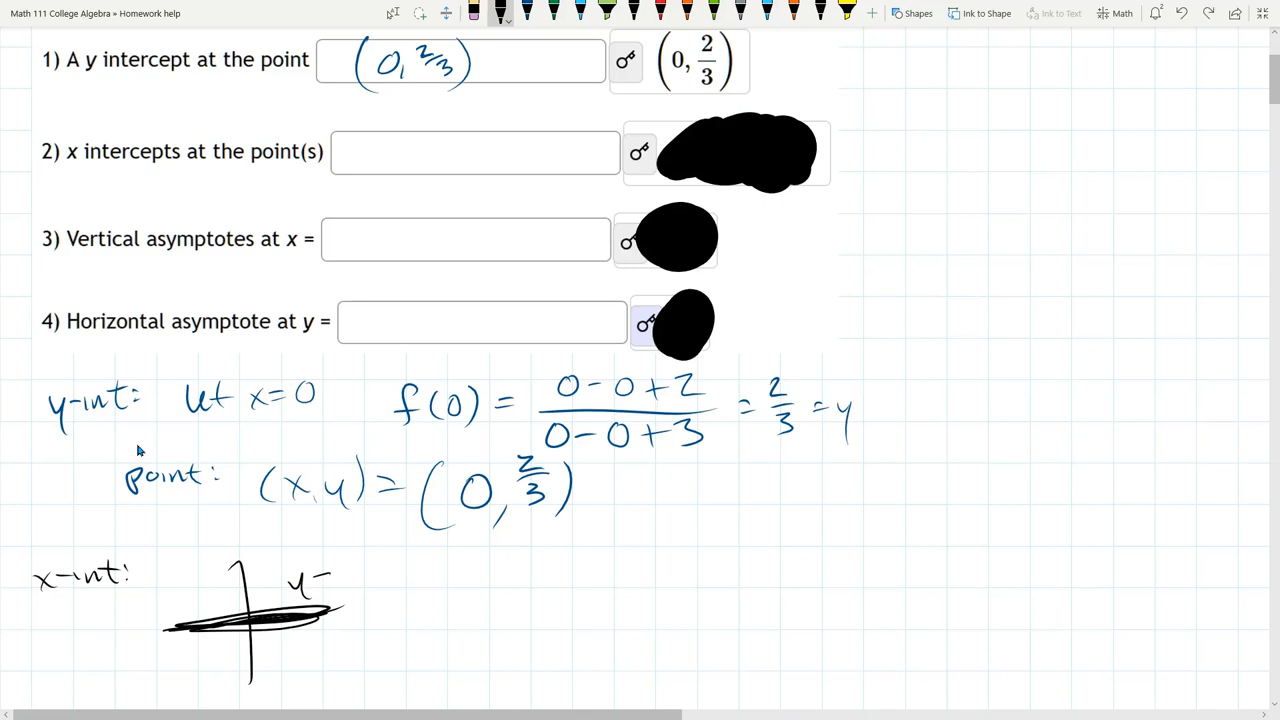 Math 111 College Algebra » Homework help
Shapes Ink to Shape Ink to Text Math
1) A y intercept at the point (0, 2/3) (0, 2/3)
2) x intercepts at the point(s)
3) Vertical asymptotes at x =
4) Horizontal asymptote at y =
y-int: let x=0 f(0) = (0-0+2)/(0-0+3) = 2/3 = y
point: (x,y) = (0, 2/3)
x-int: y -